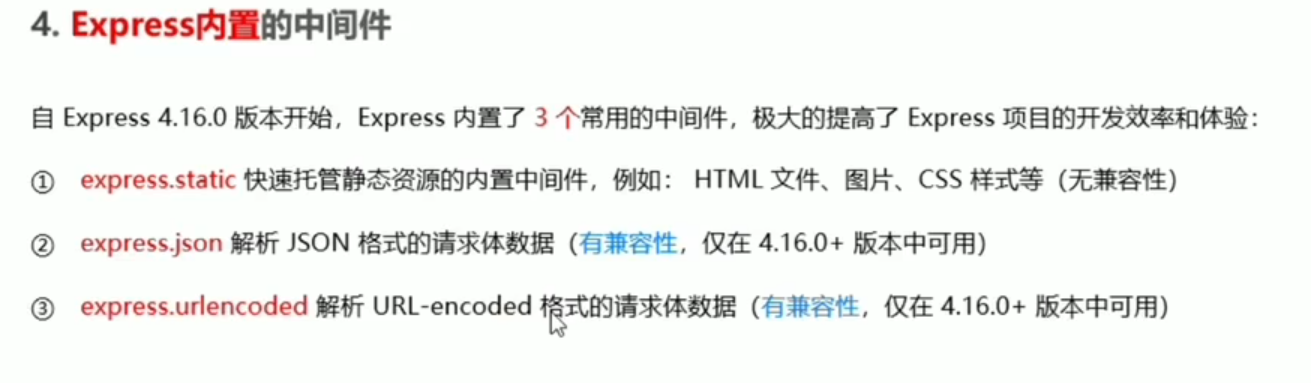 4. Express内置的中间件
自 Express 4.16.0 版本开始，Express 内置了 3 个常用的中间件，极大的提高了 Express 项目的开发效率和体验：
① express.static 快速托管静态资源的内置中间件，例如： HTML 文件、图片、CSS 样式等（无兼容性）
② express.json 解析 JSON 格式的请求体数据（有兼容性，仅在 4.16.0+ 版本中可用）
③ express.urlencoded 解析 URL-encoded 格式的请求体数据（有兼容性，仅在 4.16.0+ 版本中可用）